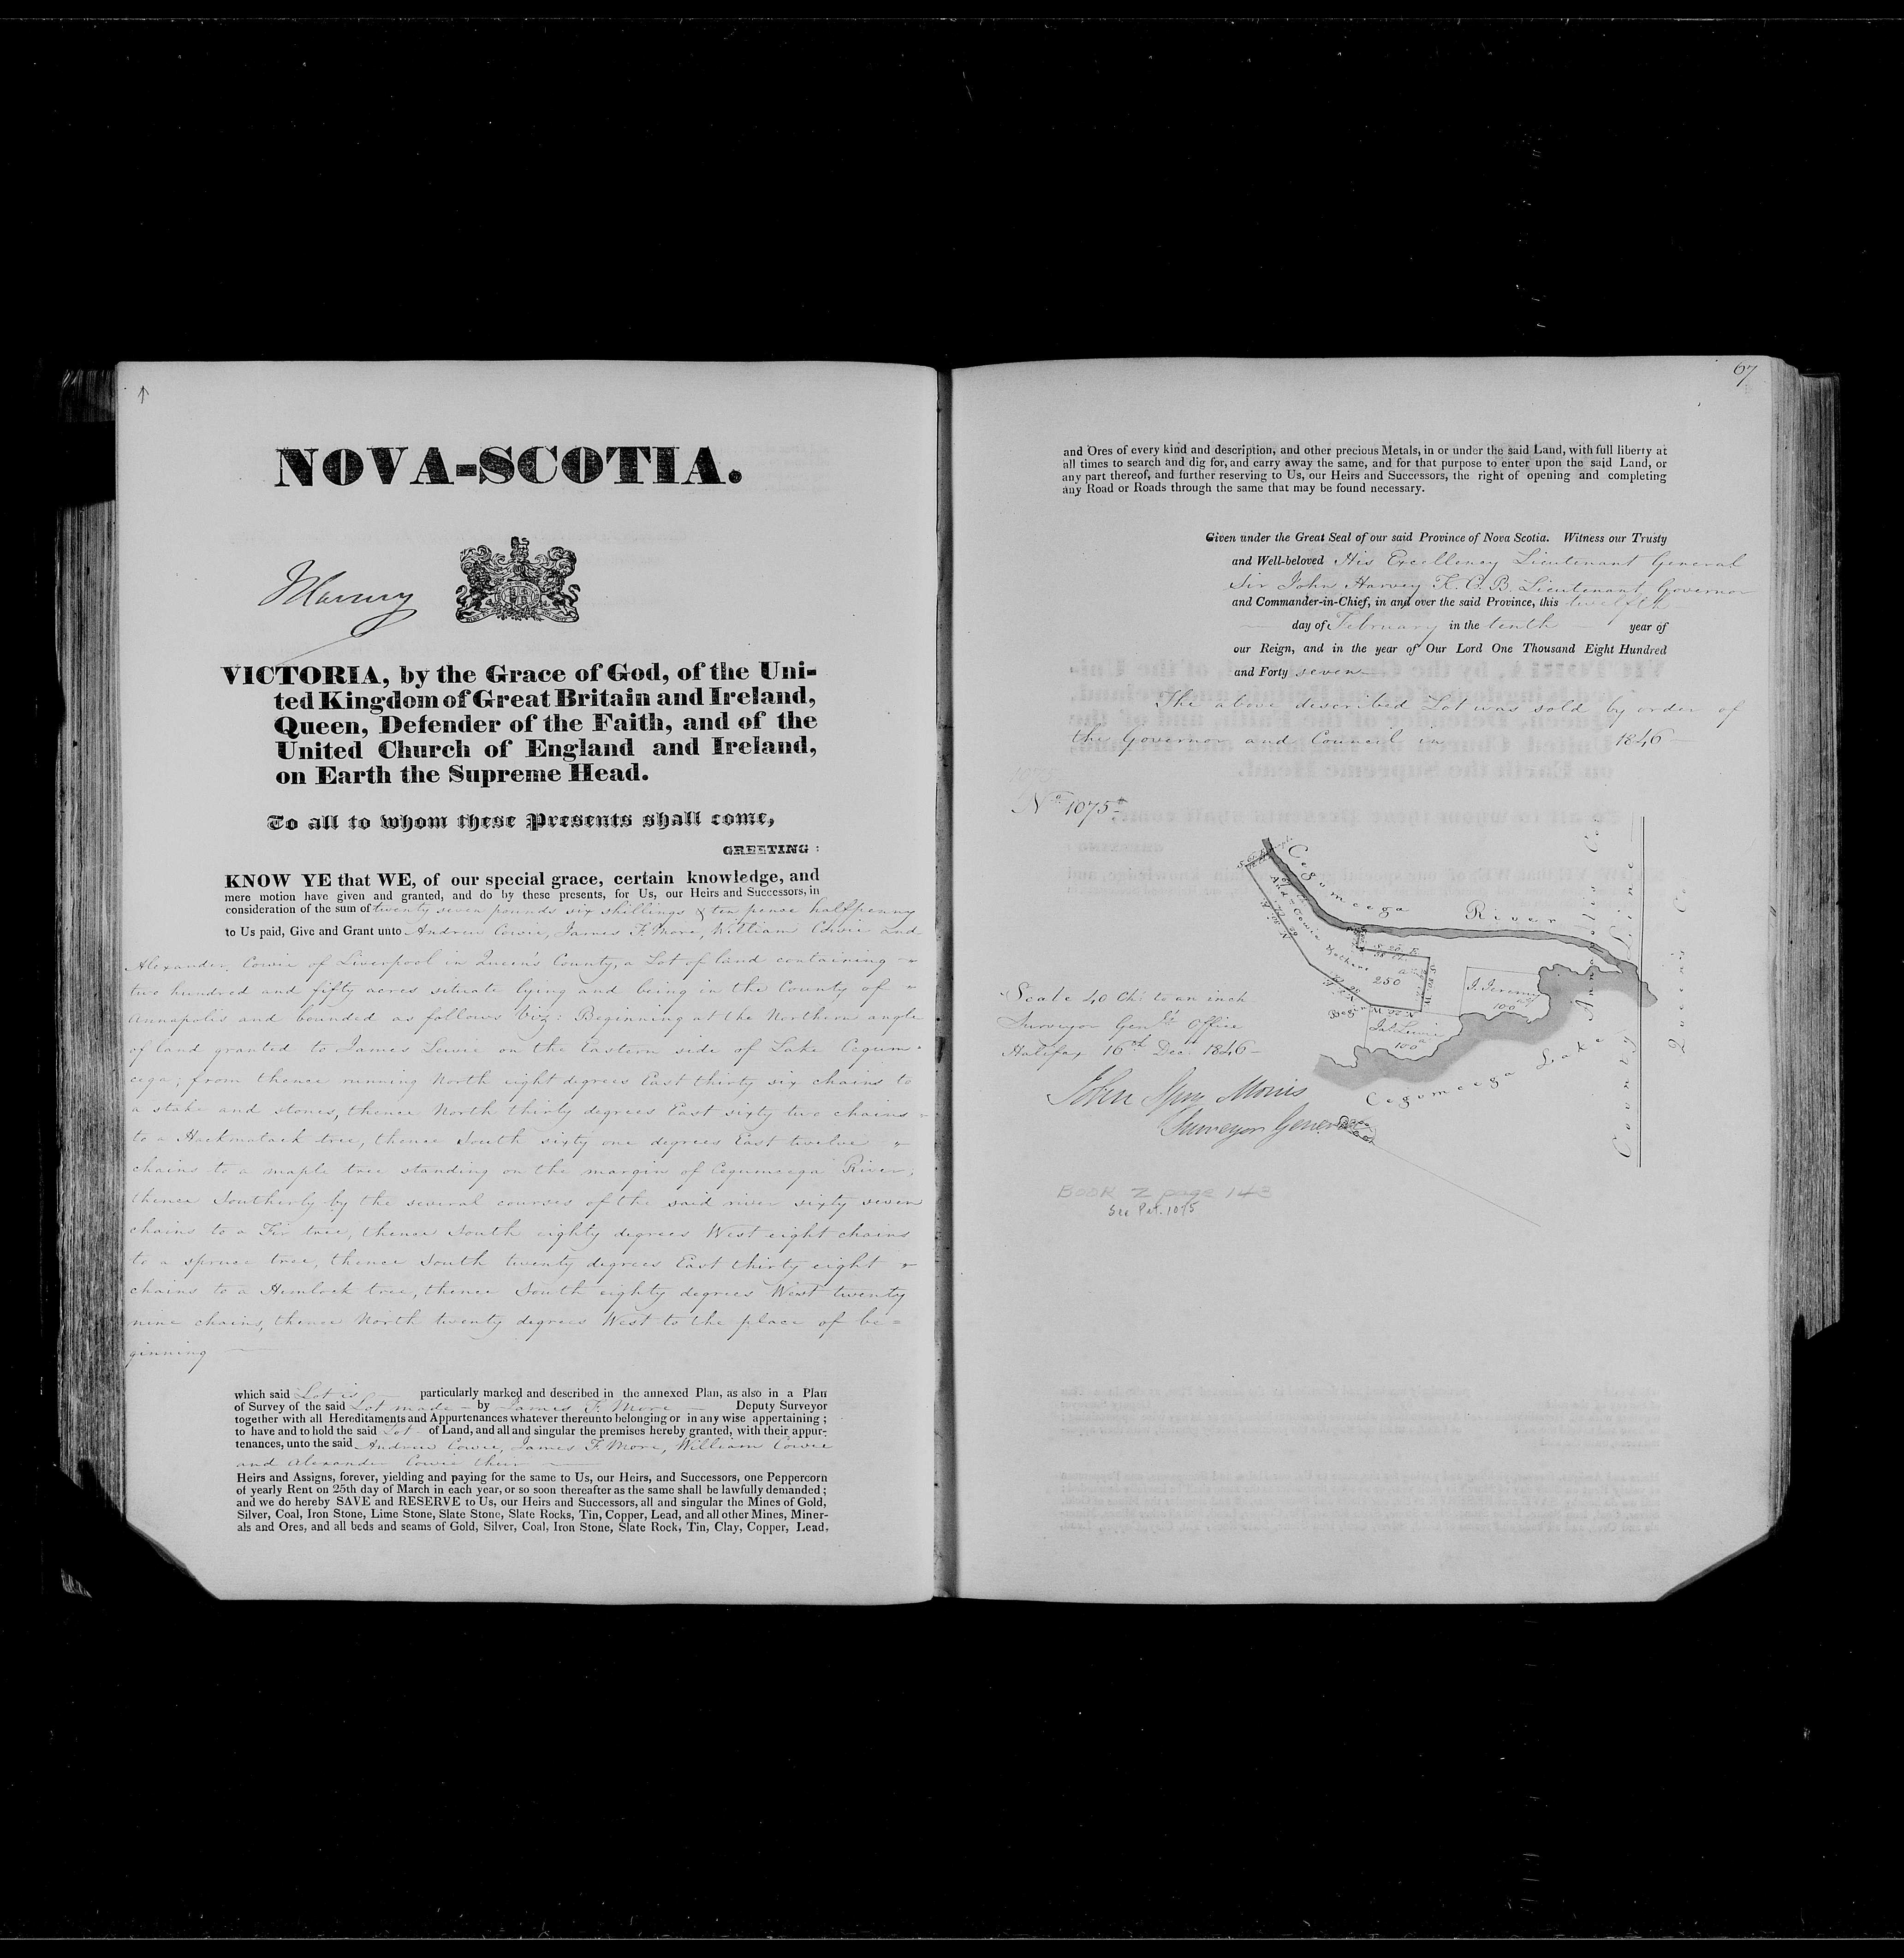 NOVA-SCOTIA.
J Harvey
VICTORIA, by the Grace of God, of the Uni-
ted Kingdom of Great Britain and Ireland,
Queen, Defender of the Faith, and of the
United Church of England and Ireland,
on Earth the Supreme Head.
To all to whom these Presents shall come,
GREETING:
KNOW YE that WE, of our special grace, certain knowledge, and
mere motion have given and granted, and do by these presents, for Us, our Heirs and Successors, in
consideration of the sum of twenty seven pounds six shillings & ten pense halfpenny
to Us paid, Give and Grant unto Andrew Cowie, James F. More, William Cowie and
Alexander Cowie of Liverpool in Queen's County, a Lot of land containing
two hundred and fifty acres situate lying and being in the County of
Annapolis and bounded as follows Viz: Beginning at the Northern angle
of land granted to James Lewie on the Eastern side of Lake Cegum-
cega; from thence running North eight degrees East thirty six chains to
a stake and stones, thence North thirty degrees East sixty two chains
to a Hackmatack tree, thence South sixty one degrees East twelve
chains to a maple tree standing on the margin of Cegumcega River,
thence Southerly by the several courses of the said river sixty seven
chains to a Fir tree, thence South eighty degrees West eight chains
to a spruce tree, thence South twenty degrees East thirty eight
chains to a Hemlock tree, thence South eighty degrees West twenty
nine chains, thence North twenty degrees West to the place of be=
ginning
which said Lot is particularly marked and described in the annexed Plan, as also in a Plan
of Survey of the said Lot made by James F. More Deputy Surveyor
together with all Hereditaments and Appurtenances whatever thereunto belonging or in any wise appertaining;
to have and to hold the said Lot of Land, and all and singular the premises hereby granted, with their appur-
tenances, unto the said Andrew Cowie, James F. More, William Cowie
and Alexander Cowie their
Heirs and Assigns, forever, yielding and paying for the same to Us, our Heirs, and Successors, one Peppercorn
of yearly Rent on 25th day of March in each year, or so soon thereafter as the same shall be lawfully demanded;
and we do hereby SAVE and RESERVE to Us, our Heirs and Successors, all and singular the Mines of Gold,
Silver, Coal, Iron Stone, Lime Stone, Slate Stone, Slate Rocks, Tin, Copper, Lead, and all other Mines, Miner-
als and Ores, and all beds and seams of Gold, Silver, Coal, Iron Stone, Slate Rock, Tin, Clay, Copper, Lead,
67
and Ores of every kind and description, and other precious Metals, in or under the said Land, with full liberty at
all times to search and dig for, and carry away the same, and for that purpose to enter upon the said Land, or
any part thereof, and further reserving to Us, our Heirs and Successors, the right of opening and completing
any Road or Roads through the same that may be found necessary.
Given under the Great Seal of our said Province of Nova Scotia. Witness our Trusty
and Well-beloved His Excellency Lieutenant General
Sir John Harvey K. C. B. Lieutenant Governor
and Commander-in-Chief, in and over the said Province, this twelfth
day of February in the tenth year of
our Reign, and in the year of Our Lord One Thousand Eight Hundred
and Forty seven
The above described Lot was sold by order of
the Governor and Council in 1846
1075
No. 1075
Cegumcega River
And. Cowie & others
250
S. 20. E.
J. Jeremy
100
Jas Lewie
100
Begin
Cegomcega Lake
Annapolis Co
County Line
Queens Co
Scale 40 Chs. to an inch
Surveyor Genls. Office
Halifax 16th Dec. 1846
John Spry Morris
Surveyor General
BOOK Z page 143
See Pet. 1075